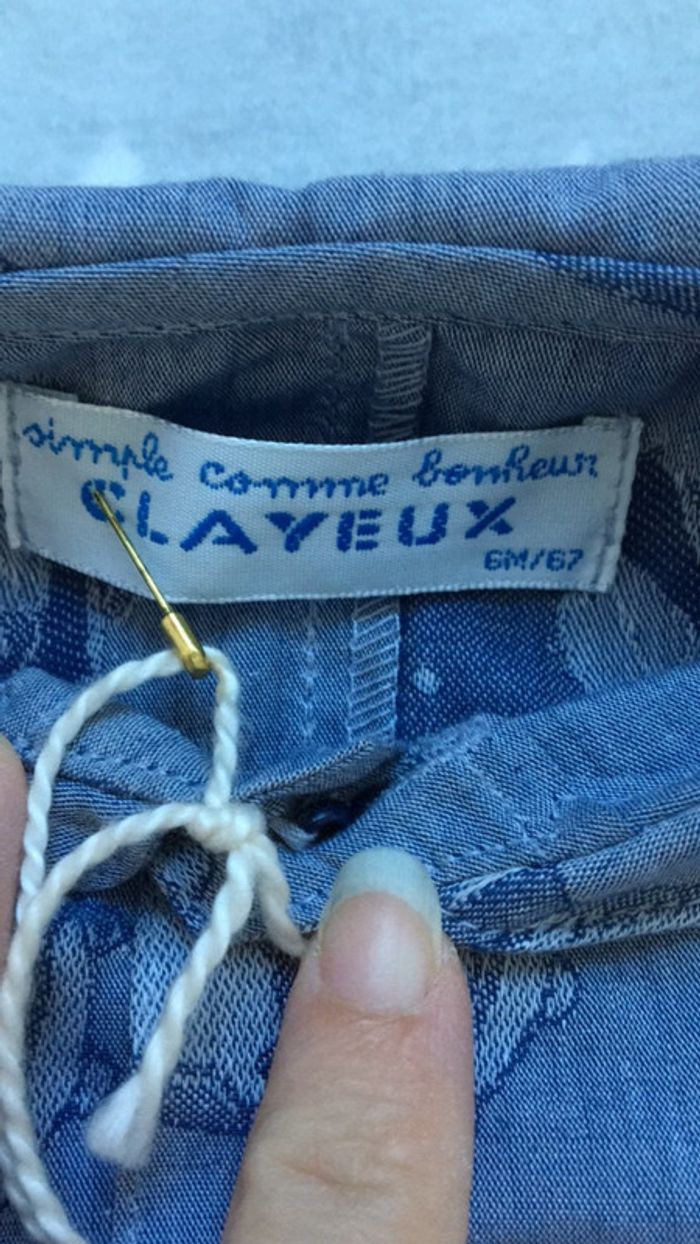 simple comme bonheur
CLAYEUX
6M/67